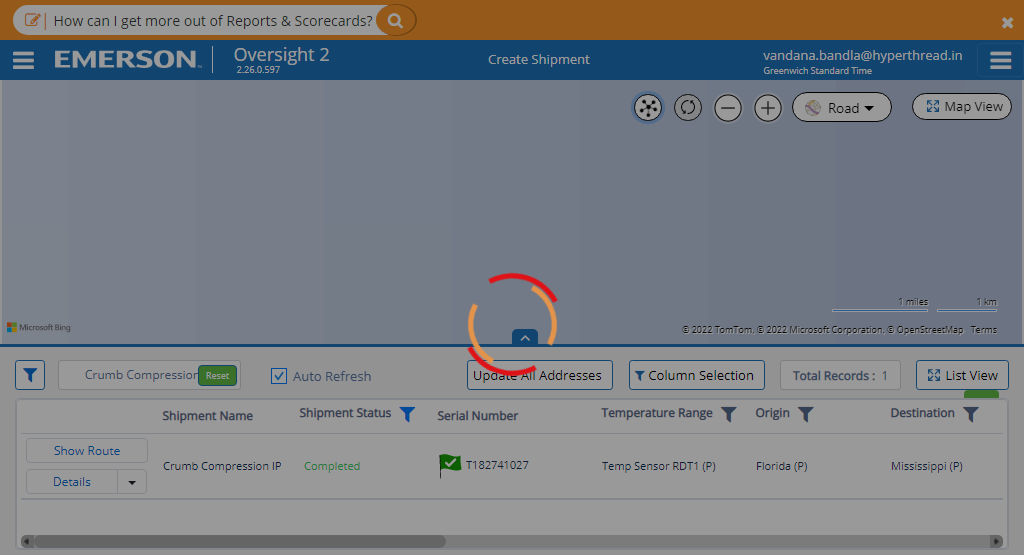 How can I get more out of Reports & Scorecards?
EMERSON™ Oversight 2
2.26.0.597
Create Shipment
vandana.bandla@hyperthread.in
Greenwich Standard Time
Road
Map View
1 miles 1 km
Microsoft Bing
© 2022 TomTom, © 2022 Microsoft Corporation, © OpenStreetMap Terms
Crumb Compression Reset
Auto Refresh
Update All Addresses
Column Selection
Total Records : 1
List View
Shipment Name Shipment Status Serial Number Temperature Range Origin Destination
Show Route
Crumb Compression IP Completed T182741027 Temp Sensor RDT1 (P) Florida (P) Mississippi (P)
Details